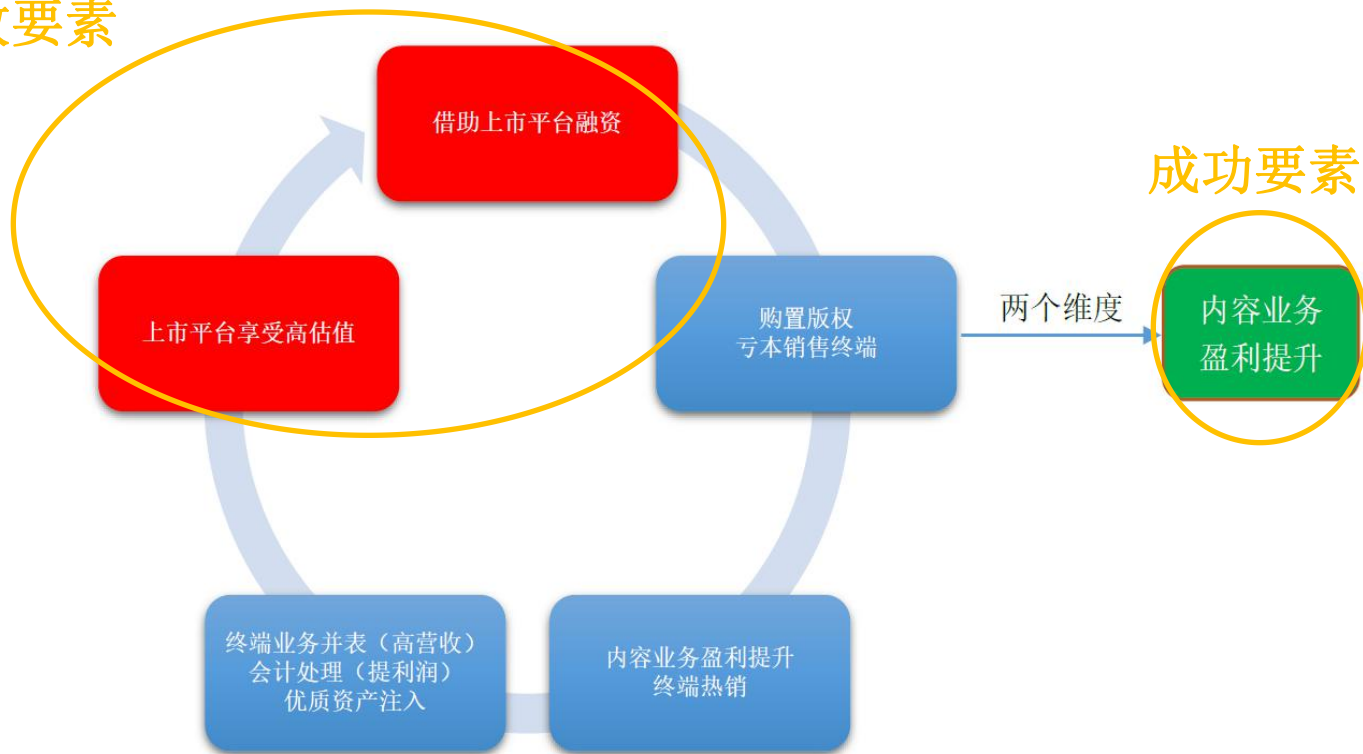 要素
借助上市平台融资
成功要素
上市平台享受高估值
购置版权
亏本销售终端
两个维度
内容业务
盈利提升
终端业务并表（高营收）
会计处理（提利润）
优质资产注入
内容业务盈利提升
终端热销